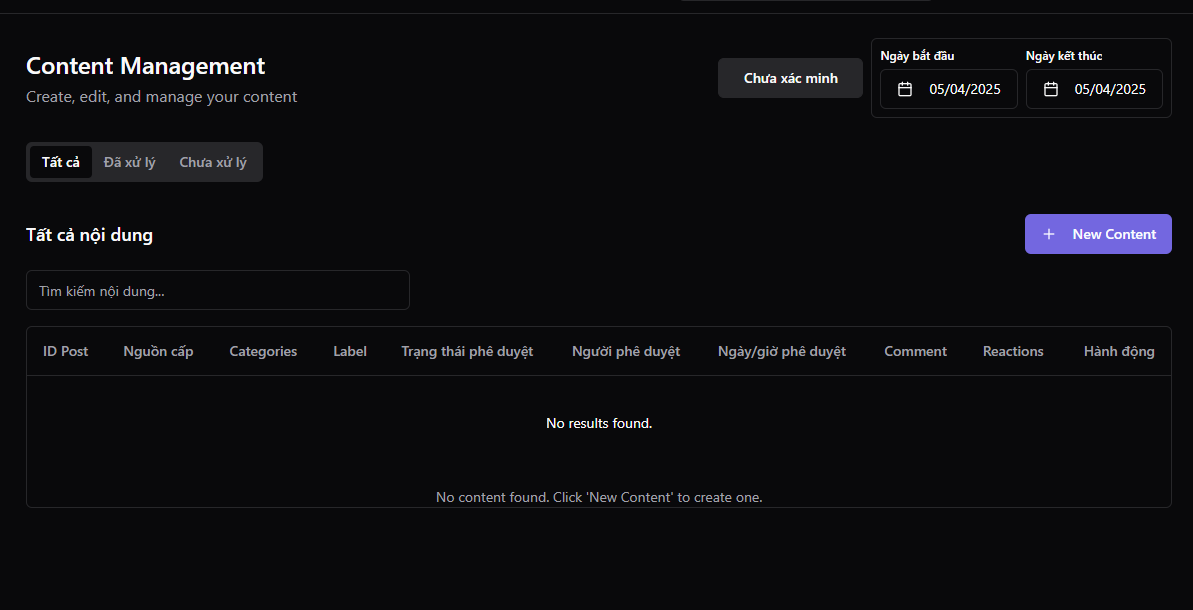 Content Management
Create, edit, and manage your content
Chưa xác minh
Ngày bắt đầu
Ngày kết thúc
05/04/2025
05/04/2025
Tất cả
Đã xử lý
Chưa xử lý
Tất cả nội dung
+ New Content
Tìm kiếm nội dung...
ID Post Nguồn cấp Categories Label Trạng thái phê duyệt Người phê duyệt Ngày/giờ phê duyệt Comment Reactions Hành động
No results found.
No content found. Click 'New Content' to create one.